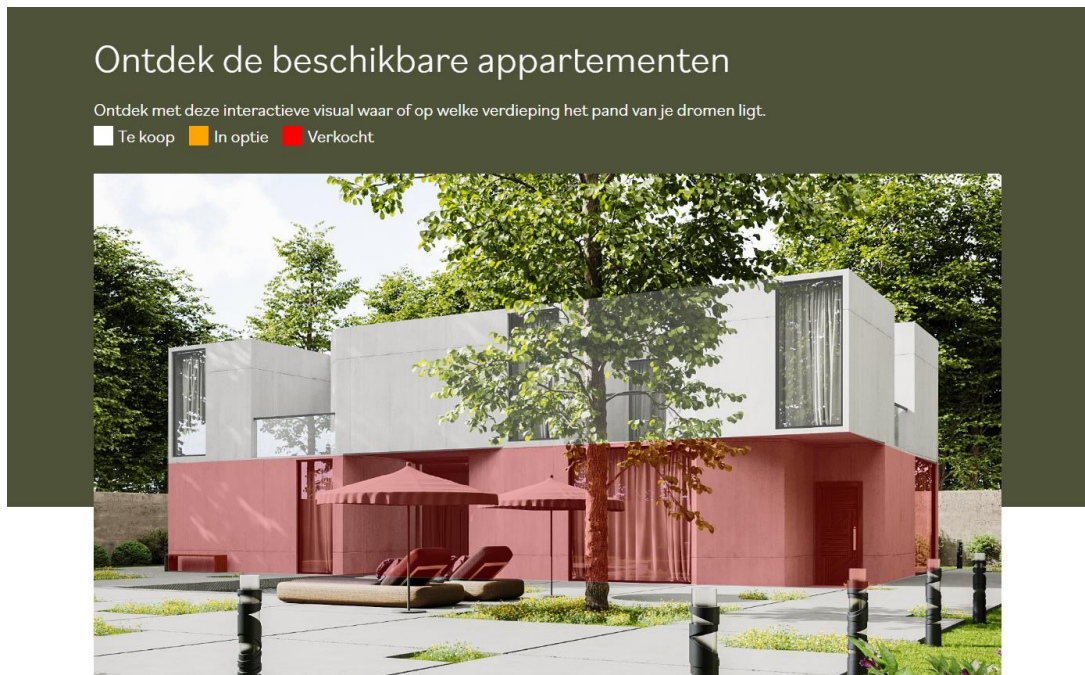 Ontdek de beschikbare appartementen
Ontdek met deze interactieve visual waar of op welke verdieping het pand van je dromen ligt.
Te koop In optie Verkocht